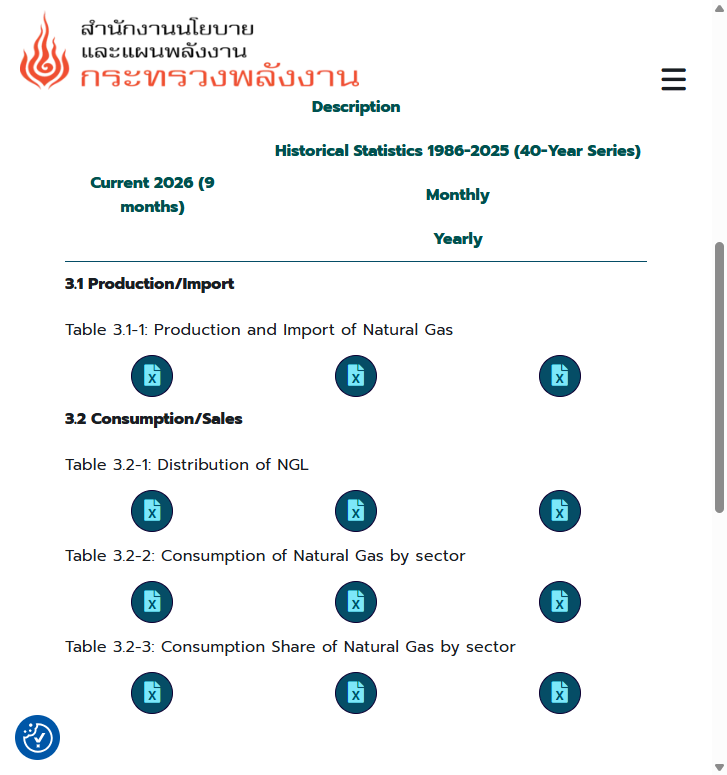 สำนักงานนโยบาย
และแผนพลังงาน
กระทรวงพลังงาน
Description
Historical Statistics 1986-2025 (40-Year Series)
Current 2026 (9
months)
Monthly
Yearly
3.1 Production/Import
Table 3.1-1: Production and Import of Natural Gas
X X X
3.2 Consumption/Sales
Table 3.2-1: Distribution of NGL
X X X
Table 3.2-2: Consumption of Natural Gas by sector
X X X
Table 3.2-3: Consumption Share of Natural Gas by sector
X X X